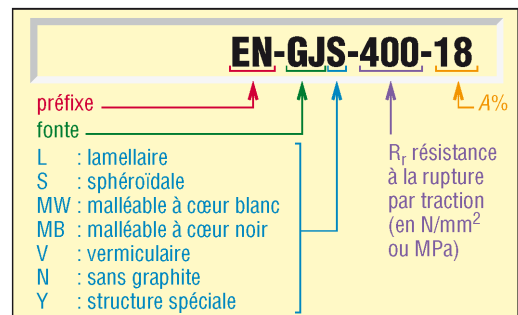 EN-GJS-400-18
préfixe
A%
fonte
L : lamellaire
S : sphéroïdale
MW : malléable à cœur blanc
MB : malléable à cœur noir
V : vermiculaire
N : sans graphite
Y : structure spéciale
Rr résistance
à la rupture
par traction
(en N/mm²
ou MPa)